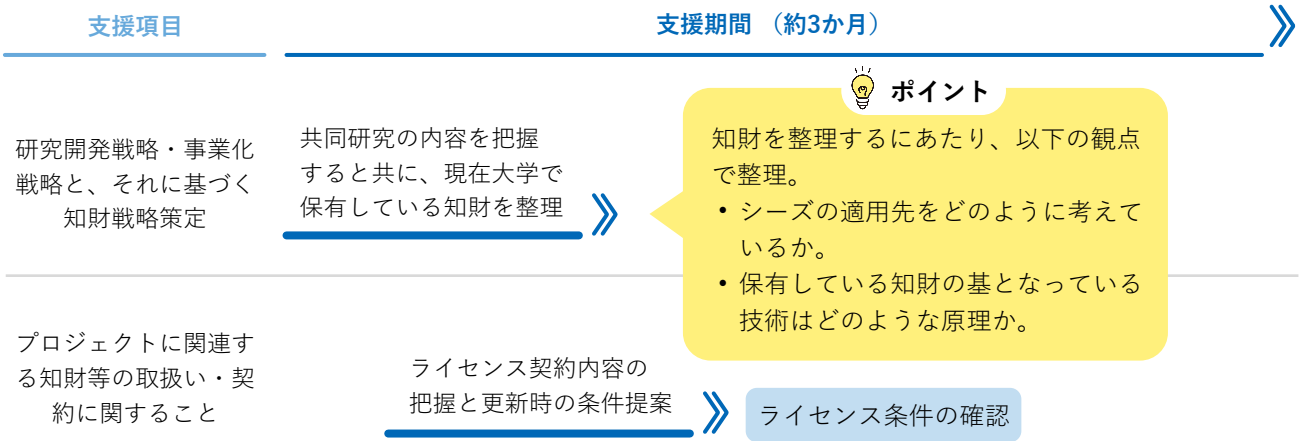 支援項目
支援期間 （約3か月）
ポイント
研究開発戦略・事業化
戦略と、それに基づく
知財戦略策定
共同研究の内容を把握
すると共に、現在大学で
保有している知財を整理
知財を整理するにあたり、以下の観点
で整理。
• シーズの適用先をどのように考えて
いるか。
• 保有している知財の基となっている
技術はどのような原理か。
プロジェクトに関連す
る知財等の取扱い・契
約に関すること
ライセンス契約内容の
把握と更新時の条件提案
ライセンス条件の確認